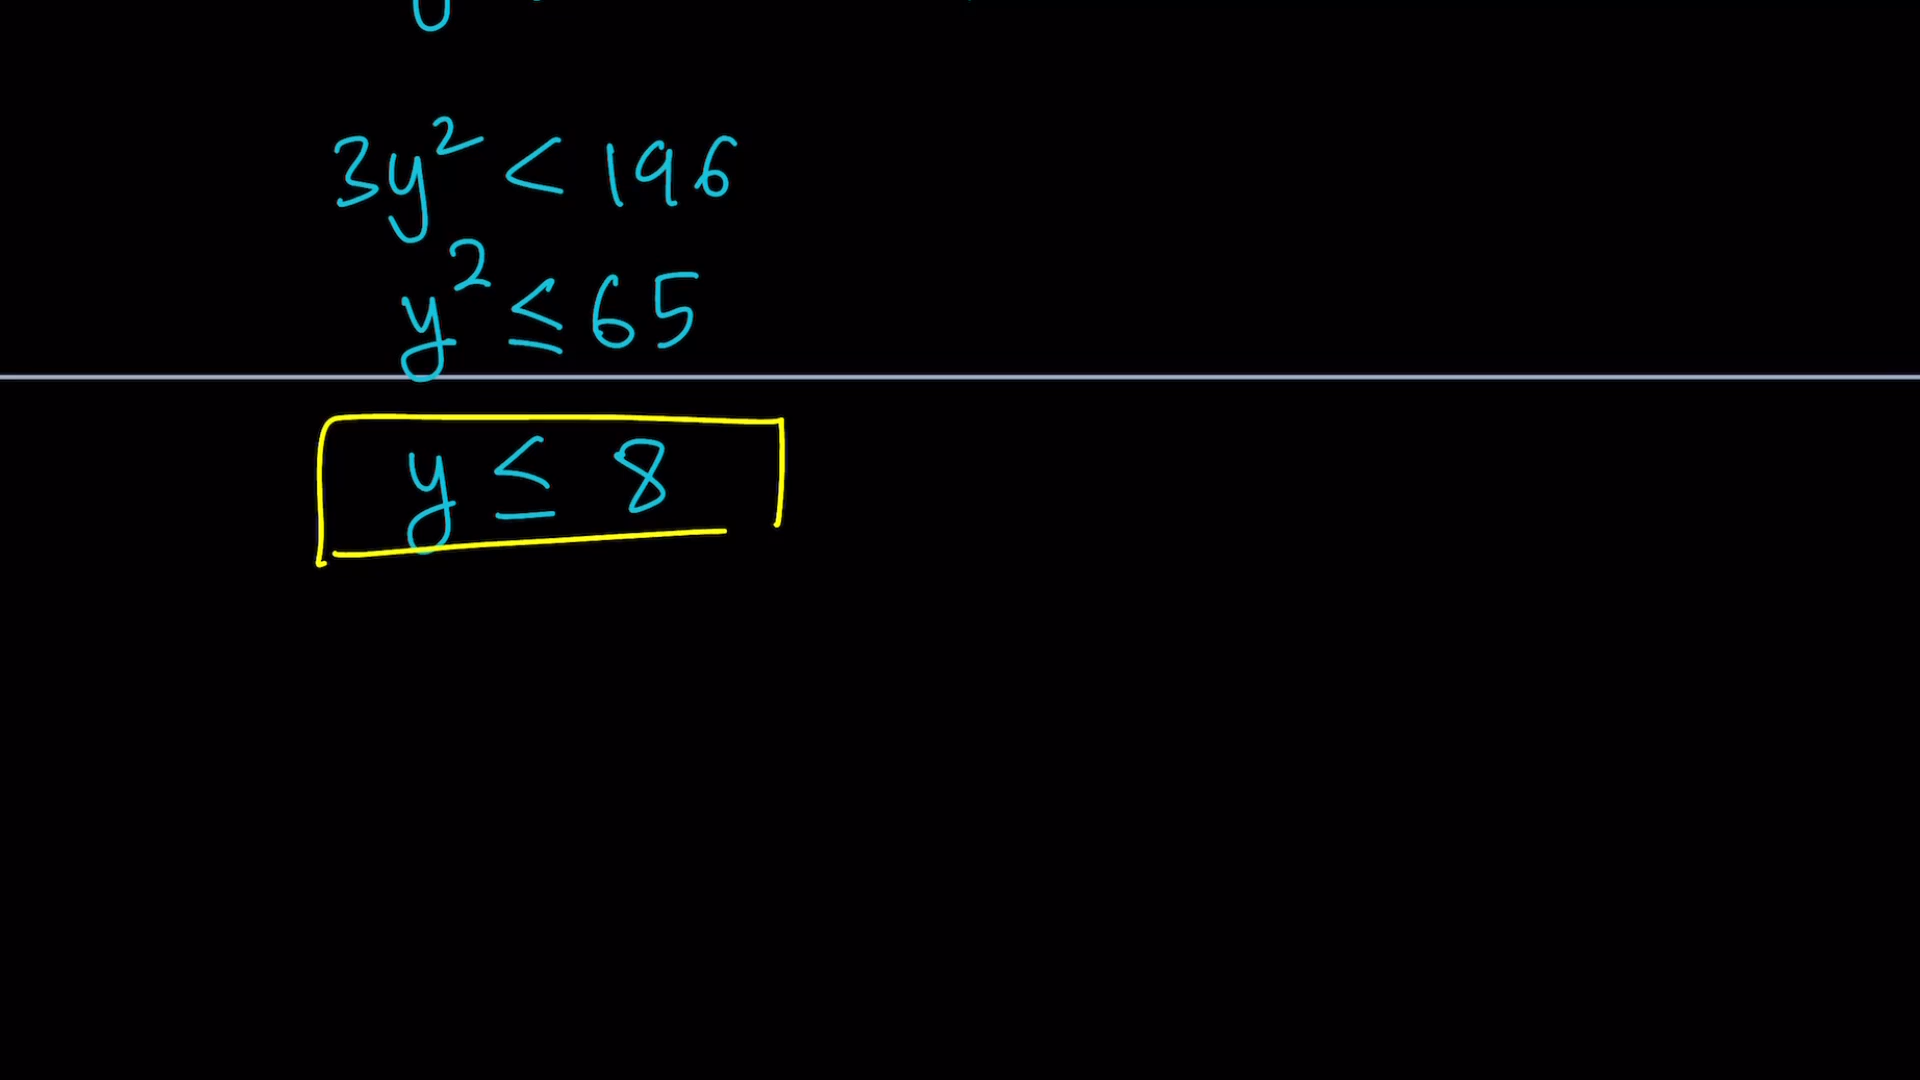 3y² < 196
y² ≤ 65
y ≤ 8